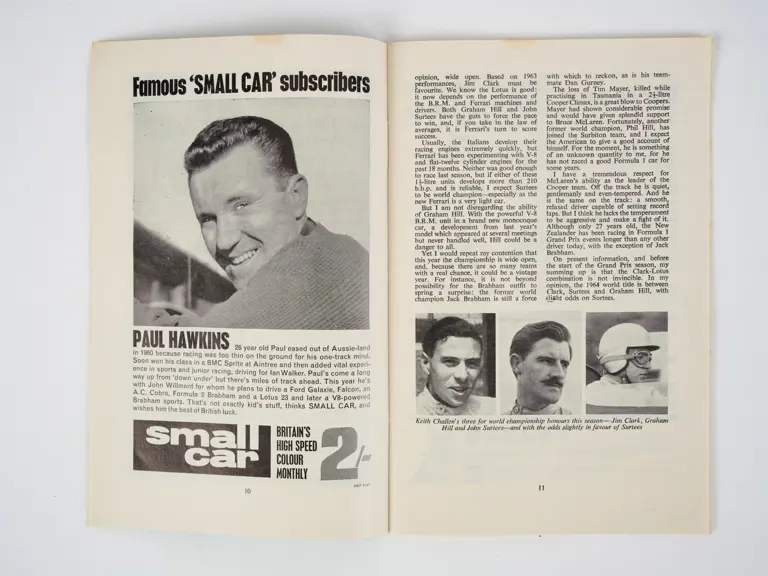 Famous 'SMALL CAR' subscribers
PAUL HAWKINS 26 year old Paul eased out of Aussie-land
in 1960 because racing was too thin on the ground for his one-track mind.
Soon won his class in a BMC Sprite at Aintree and then added vital experi-
ence in sports and junior racing, driving for Ian Walker. Paul's come a long
way up from 'down under' but there's miles of track ahead. This year he's
with John Willment for whom he plans to drive a Ford Galaxie, Falcon, an
A.C. Cobra, Formula 2 Brabham and a Lotus 23 and later a V8-powered
Brabham sports. That's not exactly kid's stuff, thinks SMALL CAR, and
wishes him the best of British luck.
small
car
BRITAIN'S
HIGH SPEED
COLOUR
MONTHLY
2/-
10
opinion, wide open. Based on 1963
performances, Jim Clark must be
favourite. We know the Lotus is good:
it now depends on the performance of
the B.R.M. and Ferrari machines and
drivers. Both Graham Hill and John
Surtees have the guts to force the pace
to win, and, if you take in the law of
averages, it is Ferrari's turn to score
success.
Usually, the Italians develop their
racing engines extremely quickly, but
Ferrari has been experimenting with V-8
and flat-twelve cylinder engines for the
past 18 months. Neither was good enough
to race last season, but if either of these
1½-litre units develops more than 210
b.h.p. and is reliable, I expect Surtees
to be world champion—especially as the
new Ferrari is a very light car.
But I am not disregarding the ability
of Graham Hill. With the powerful V-8
B.R.M. unit in a brand new monocoque
car, a development from last year's
model which appeared at several meetings
but never handled well, Hill could be a
danger to all.
Yet I would repeat my contention that
this year the championship is wide open,
and, because there are so many teams
with a real chance, it could be a vintage
year. For instance, it is not beyond
possibility for the Brabham outfit to
spring a surprise: the former world
champion Jack Brabham is still a force
with which to reckon, as is his team-
mate Dan Gurney.
The loss of Tim Mayer, killed while
practising in Tasmania in a 2½-litre
Cooper Climax, is a great blow to Coopers.
Mayer had shown considerable promise
and would have given splendid support
to Bruce McLaren. Fortunately, another
former world champion, Phil Hill, has
joined the Surbiton team, and I expect
the American to give a good account of
himself. For the moment, he is something
of an unknown quantity to me, for he
has not raced a good Formula 1 car for
some years.
I have a tremendous respect for
McLaren's ability as the leader of the
Cooper team. Off the track he is quiet,
gentlemanly and even-tempered. And he
is the same on the track: a smooth,
relaxed driver capable of setting record
laps. But I think he lacks the temperament
to be aggressive and make a fight of it.
Although only 27 years old, the New
Zealander has been racing in Formula 1
Grand Prix events longer than any other
driver today, with the exception of Jack
Brabham.
On present information, and before
the start of the Grand Prix season, my
summing up is that the Clark-Lotus
combination is not invincible. In my
opinion, the 1964 world title is between
Clark, Surtees and Graham Hill, with
slight odds on Surtees.
Keith Challen's three for world championship honours this season—Jim Clark, Graham
Hill and John Surtees—and with the odds slightly in favour of Surtees
11